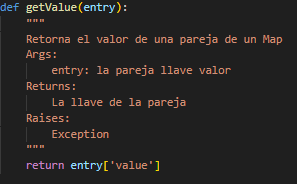 def getValue(entry):
    """
    Retorna el valor de una pareja de un Map
    Args:
        entry: la pareja llave valor
    Returns:
        La llave de la pareja
    Raises:
        Exception
    """
    return entry['value']